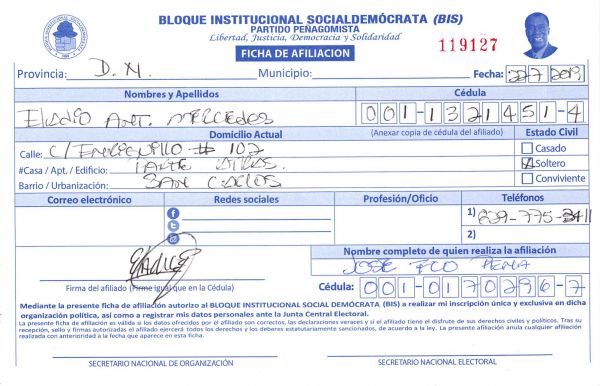 BLOQUE INSTITUCIONAL SOCIALDEMÓCRATA (BIS)
PARTIDO PEÑAGOMISTA
Libertad, Justicia, Democracia y Solidaridad
FICHA DE AFILIACION
119127
Provincia: D.N. Municipio: Fecha:
Nombres y Apellidos Cédula
Eladio Ant. Mercedes 001-1321451-4
Domicilio Actual (Anexar copia de cédula del afiliado) Estado Civil
Calle: C/ Enriquillo # 102 Casado
#Casa / Apt. / Edificio: Parte Atras. Soltero
Barrio / Urbanización: San Carlos Conviviente
Correo electrónico Redes sociales Profesión/Oficio Teléfonos
1) 829-775-3411
2)
Nombre completo de quien realiza la afiliación
Jose Fco Peña
Firma del afiliado (Firme igual que en la Cédula) Cédula: 001-0170296-7
Mediante la presente ficha de afiliación autorizo al BLOQUE INSTITUCIONAL SOCIAL DEMÓCRATA (BIS) a realizar mi inscripción única y exclusiva en dicha
organización política, así como a registrar mis datos personales ante la Junta Central Electoral.
La presente ficha de afiliación es válida si los datos ofrecidos por el afiliado son correctos, las declaraciones veraces y si el afiliado tiene el disfrute de sus derechos civiles y políticos. Tras su
recepción, sello y firmas autorizadas el afiliado ejercerá todos los derechos y los deberes estatutariamente sancionados, de acuerdo a la ley. La presente afiliación anula cualquier afiliación
realizada con anterioridad a la fecha que aparece en esta ficha.
SECRETARIO NACIONAL DE ORGANIZACIÓN SECRETARIO NACIONAL ELECTORAL